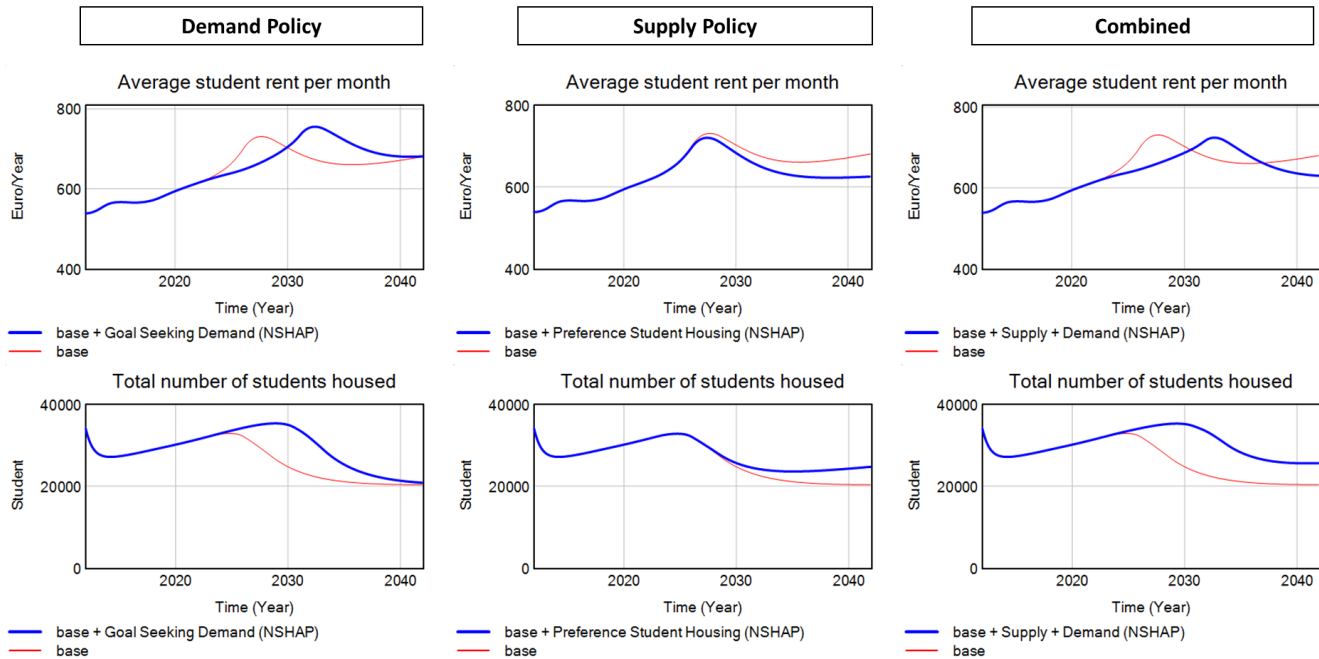 Demand Policy
Supply Policy
Combined
Average student rent per month
800
600
400
Euro/Year
2020
2030
2040
Time (Year)
base + Goal Seeking Demand (NSHAP)
base
Average student rent per month
800
600
400
Euro/Year
2020
2030
2040
Time (Year)
base + Preference Student Housing (NSHAP)
base
Average student rent per month
800
600
400
Euro/Year
2020
2030
2040
Time (Year)
base + Supply + Demand (NSHAP)
base
Total number of students housed
40000
20000
0
Student
2020
2030
2040
Time (Year)
base + Goal Seeking Demand (NSHAP)
base
Total number of students housed
40000
20000
0
Student
2020
2030
2040
Time (Year)
base + Preference Student Housing (NSHAP)
base
Total number of students housed
40000
20000
0
Student
2020
2030
2040
Time (Year)
base + Supply + Demand (NSHAP)
base